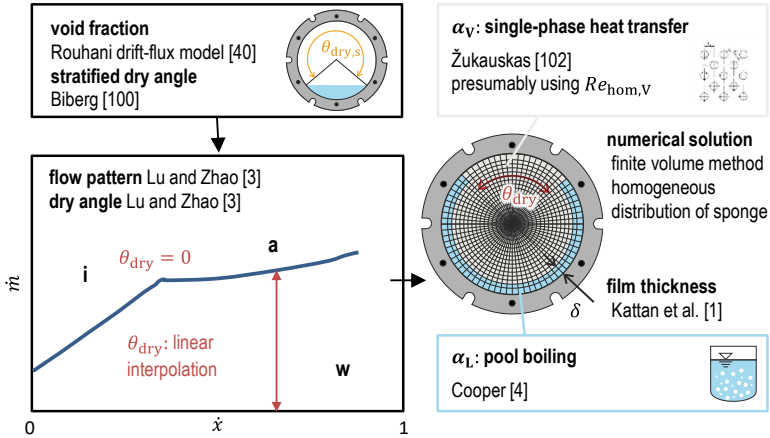 void fraction
Rouhani drift-flux model [40]
stratified dry angle
Biberg [100]
θdry,s
αV: single-phase heat transfer
Žukauskas [102]
presumably using Rehom,V
flow pattern Lu and Zhao [3]
dry angle Lu and Zhao [3]
θdry = 0
i
a
θdry: linear
interpolation
w
ṁ
0
ẋ
1
θdry
numerical solution
finite volume method
homogeneous
distribution of sponge
film thickness
Kattan et al. [1]
δ
αL: pool boiling
Cooper [4]